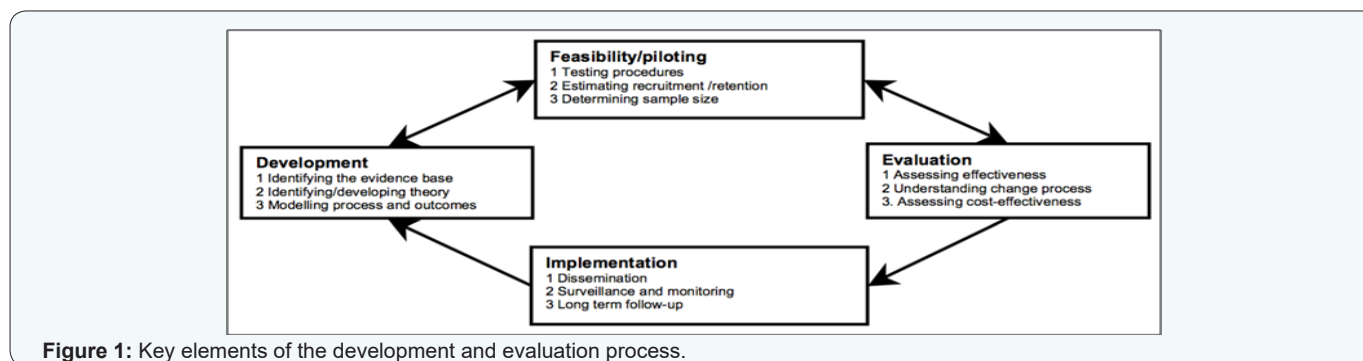 Feasibility/piloting
1 Testing procedures
2 Estimating recruitment /retention
3 Determining sample size
Development
1 Identifying the evidence base
2 Identifying/developing theory
3 Modelling process and outcomes
Evaluation
1 Assessing effectiveness
2 Understanding change process
3. Assessing cost-effectiveness
Implementation
1 Dissemination
2 Surveillance and monitoring
3 Long term follow-up
Figure 1: Key elements of the development and evaluation process.